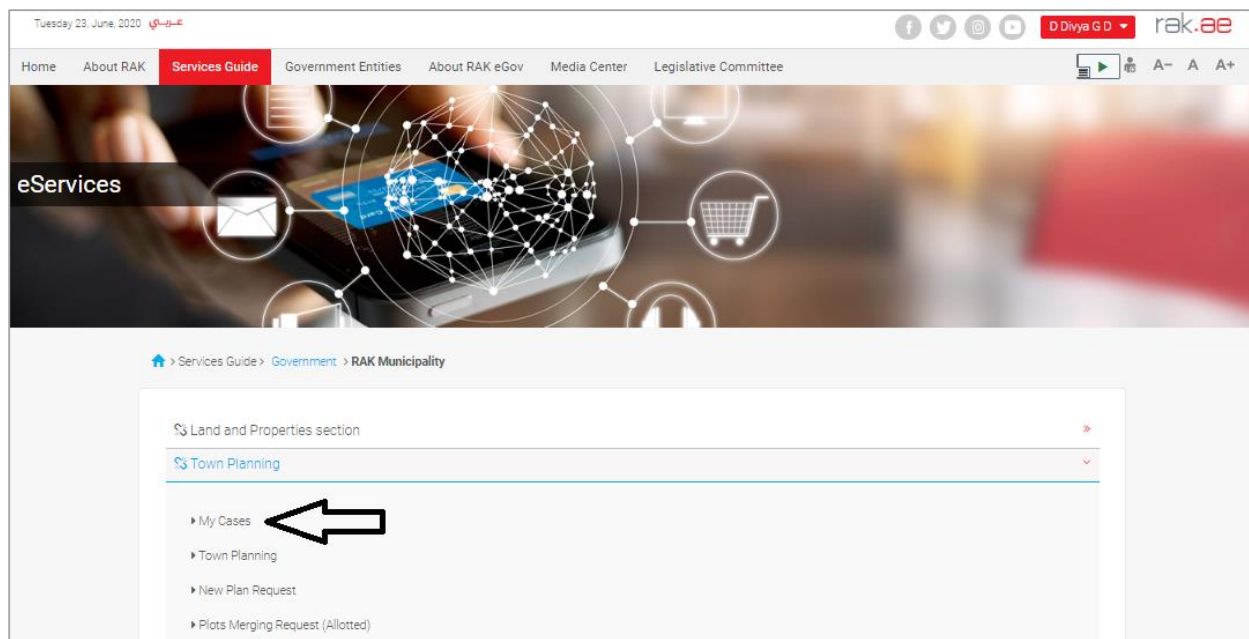 Tuesday 23, June, 2020 عـربـي
D Divya G D rak.ae
Home About RAK Services Guide Government Entities About RAK eGov Media Center Legislative Committee A- A A+
eServices
> Services Guide > Government > RAK Municipality
Land and Properties section »
Town Planning
My Cases
Town Planning
New Plan Request
Plots Merging Request (Allotted)